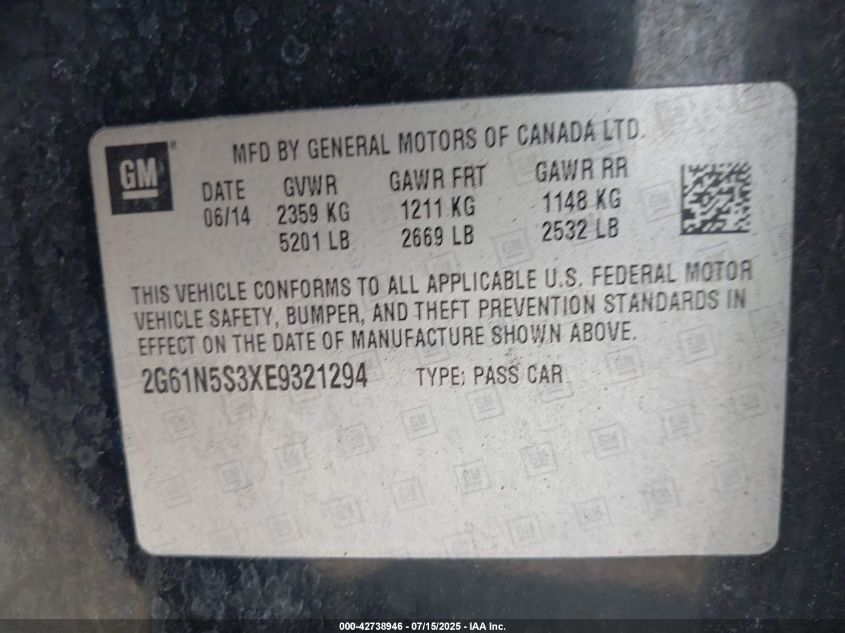 GM
MFD BY GENERAL MOTORS OF CANADA LTD.
DATE GVWR GAWR FRT GAWR RR
06/14 2359 KG 1211 KG 1148 KG
5201 LB 2669 LB 2532 LB
THIS VEHICLE CONFORMS TO ALL APPLICABLE U.S. FEDERAL MOTOR
VEHICLE SAFETY, BUMPER, AND THEFT PREVENTION STANDARDS IN
EFFECT ON THE DATE OF MANUFACTURE SHOWN ABOVE.
2G61N5S3XE9321294 TYPE: PASS CAR
000-42738946 - 07/15/2025 - IAA Inc.